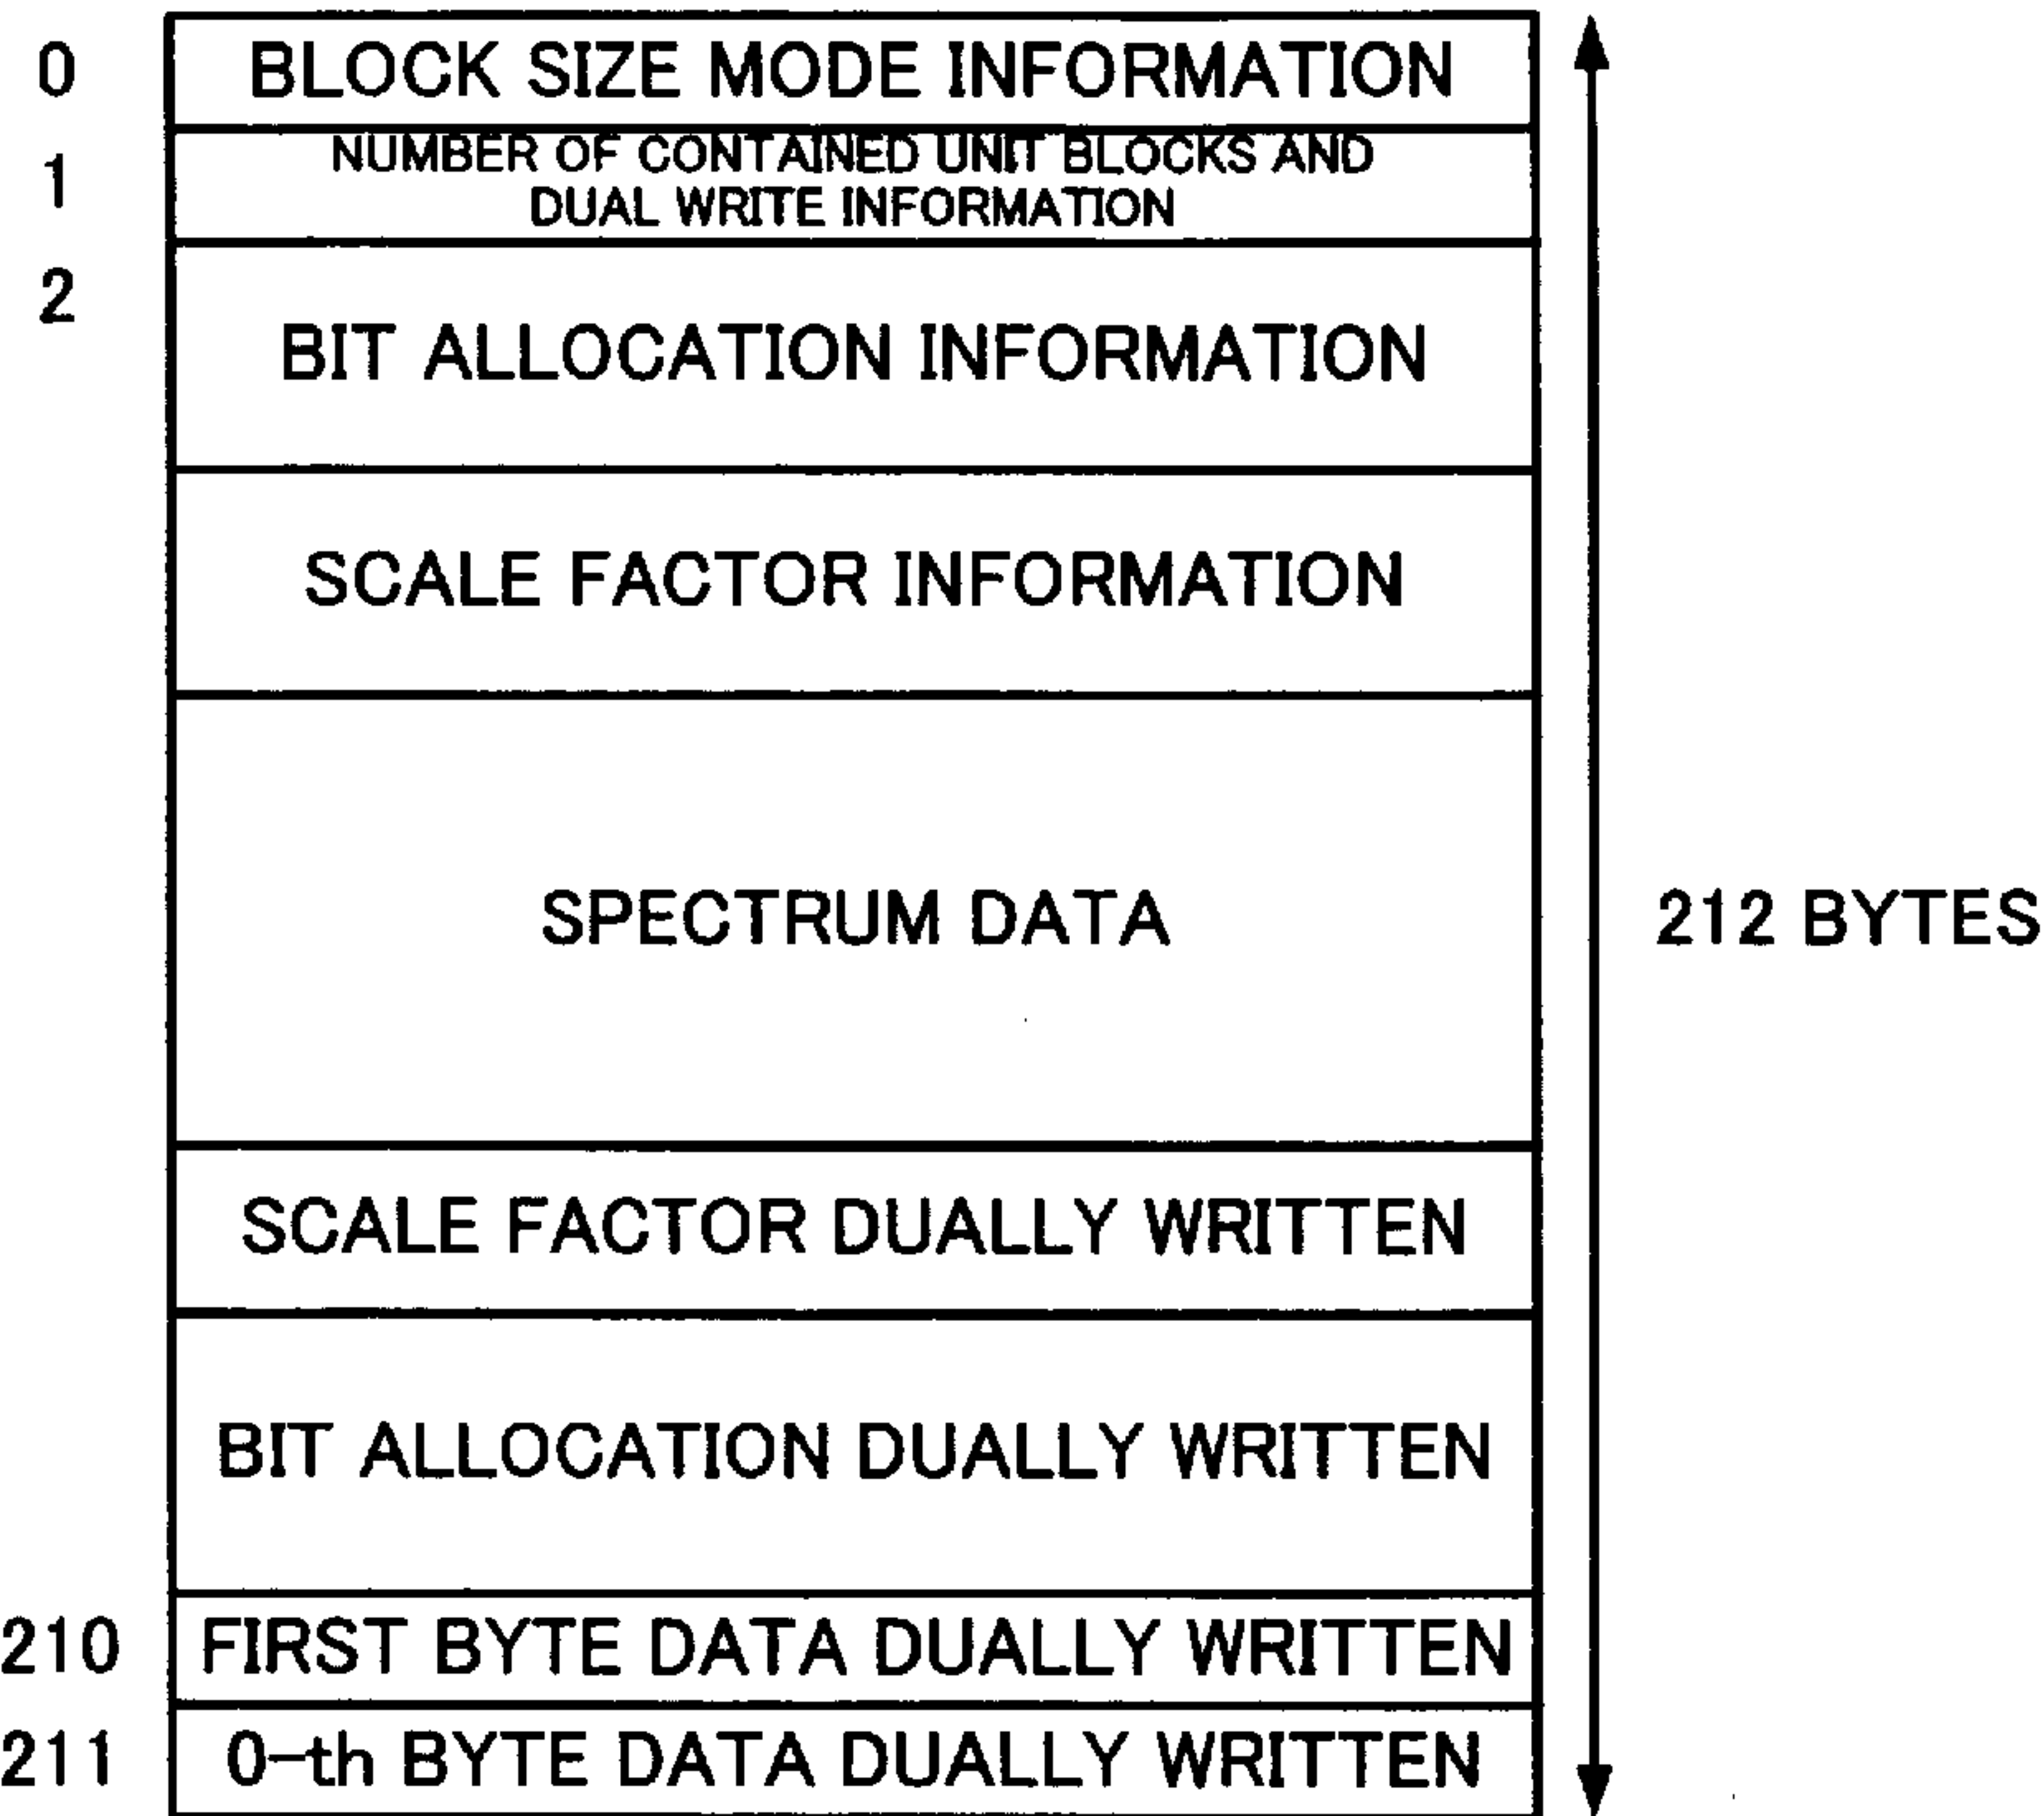 0 BLOCK SIZE MODE INFORMATION
1 NUMBER OF CONTAINED UNIT BLOCKS AND
DUAL WRITE INFORMATION
2
BIT ALLOCATION INFORMATION
SCALE FACTOR INFORMATION
SPECTRUM DATA
212 BYTES
SCALE FACTOR DUALLY WRITTEN
BIT ALLOCATION DUALLY WRITTEN
210 FIRST BYTE DATA DUALLY WRITTEN
211 0-th BYTE DATA DUALLY WRITTEN